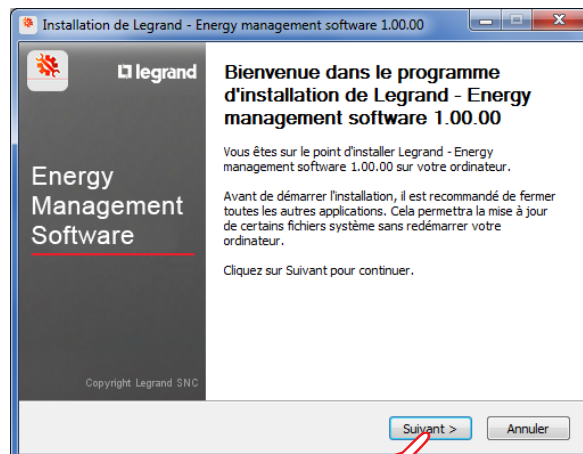 Installation de Legrand - Energy management software 1.00.00
legrand
Energy
Management
Software
Copyright Legrand SNC
Bienvenue dans le programme
d'installation de Legrand - Energy
management software 1.00.00
Vous êtes sur le point d'installer Legrand - Energy
management software 1.00.00 sur votre ordinateur.
Avant de démarrer l'installation, il est recommandé de fermer
toutes les autres applications. Cela permettra la mise à jour
de certains fichiers système sans redémarrer votre
ordinateur.
Cliquez sur Suivant pour continuer.
Suivant >
Annuler